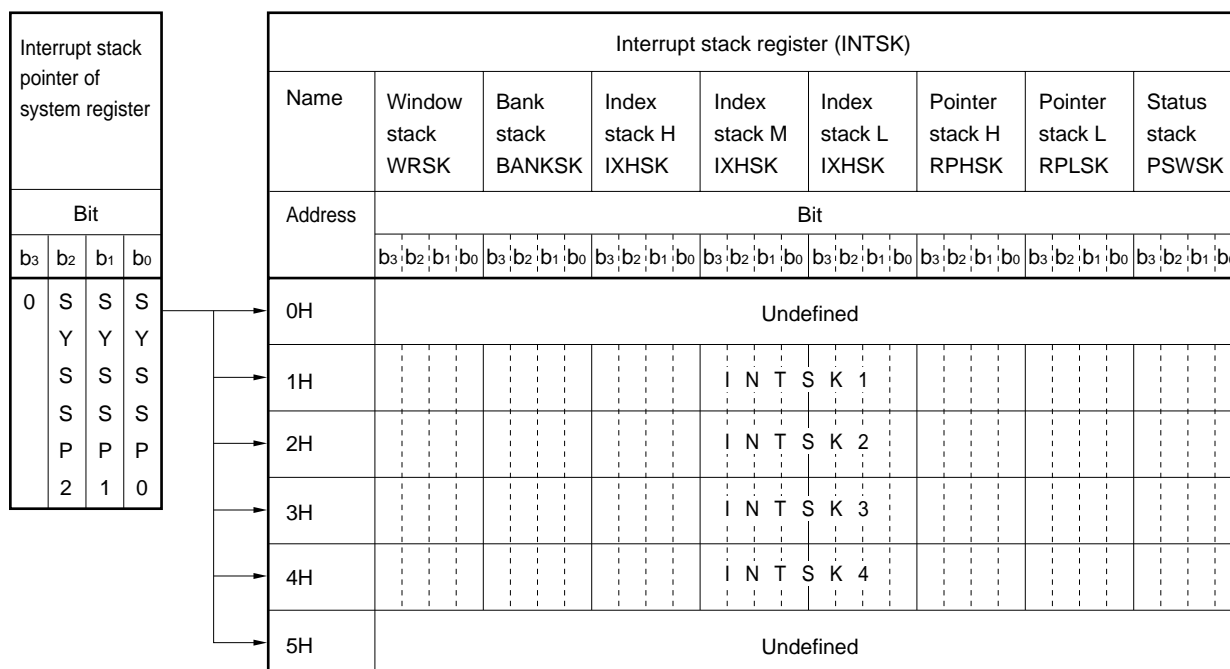 Interrupt stack
pointer of
system register
Bit
b3 b2 b1 b0
0 S S S
Y Y Y
S S S
S S S
P P P
2 1 0
Interrupt stack register (INTSK)
Name
Window
stack
WRSK
Bank
stack
BANKSK
Index
stack H
IXHSK
Index
stack M
IXHSK
Index
stack L
IXHSK
Pointer
stack H
RPHSK
Pointer
stack L
RPLSK
Status
stack
PSWSK
Address
Bit
b3 b2 b1 b0 b3 b2 b1 b0 b3 b2 b1 b0 b3 b2 b1 b0 b3 b2 b1 b0 b3 b2 b1 b0 b3 b2 b1 b0 b3 b2 b1 b0
0H Undefined
1H I N T S K 1
2H I N T S K 2
3H I N T S K 3
4H I N T S K 4
5H Undefined